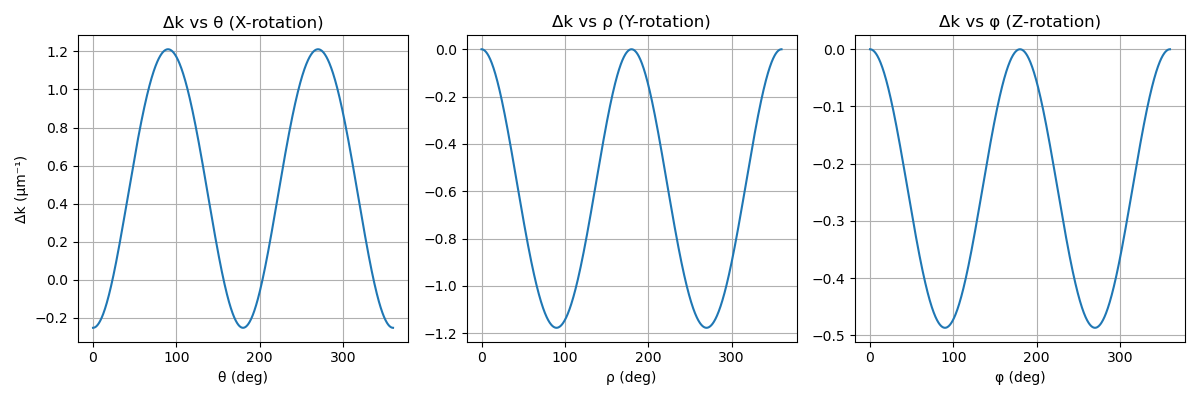 Δk vs θ (X-rotation)
Δk (μm⁻¹)
1.2
1.0
0.8
0.6
0.4
0.2
0.0
−0.2
0 100 200 300
θ (deg)
Δk vs ρ (Y-rotation)
0.0
−0.2
−0.4
−0.6
−0.8
−1.0
−1.2
0 100 200 300
ρ (deg)
Δk vs φ (Z-rotation)
0.0
−0.1
−0.2
−0.3
−0.4
−0.5
0 100 200 300
φ (deg)